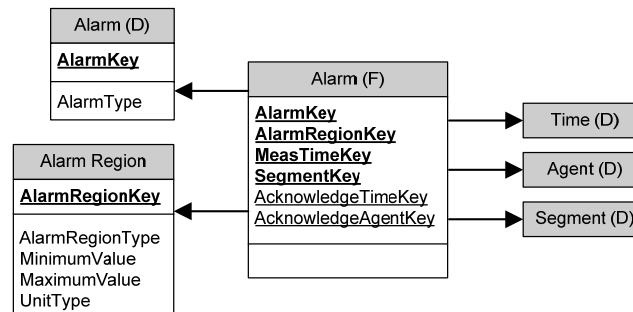 Alarm (D)
AlarmKey
AlarmType
Alarm Region
AlarmRegionKey
AlarmRegionType
MinimumValue
MaximumValue
UnitType
Alarm (F)
AlarmKey
AlarmRegionKey
MeasTimeKey
SegmentKey
AcknowledgeTimeKey
AcknowledgeAgentKey
Time (D)
Agent (D)
Segment (D)